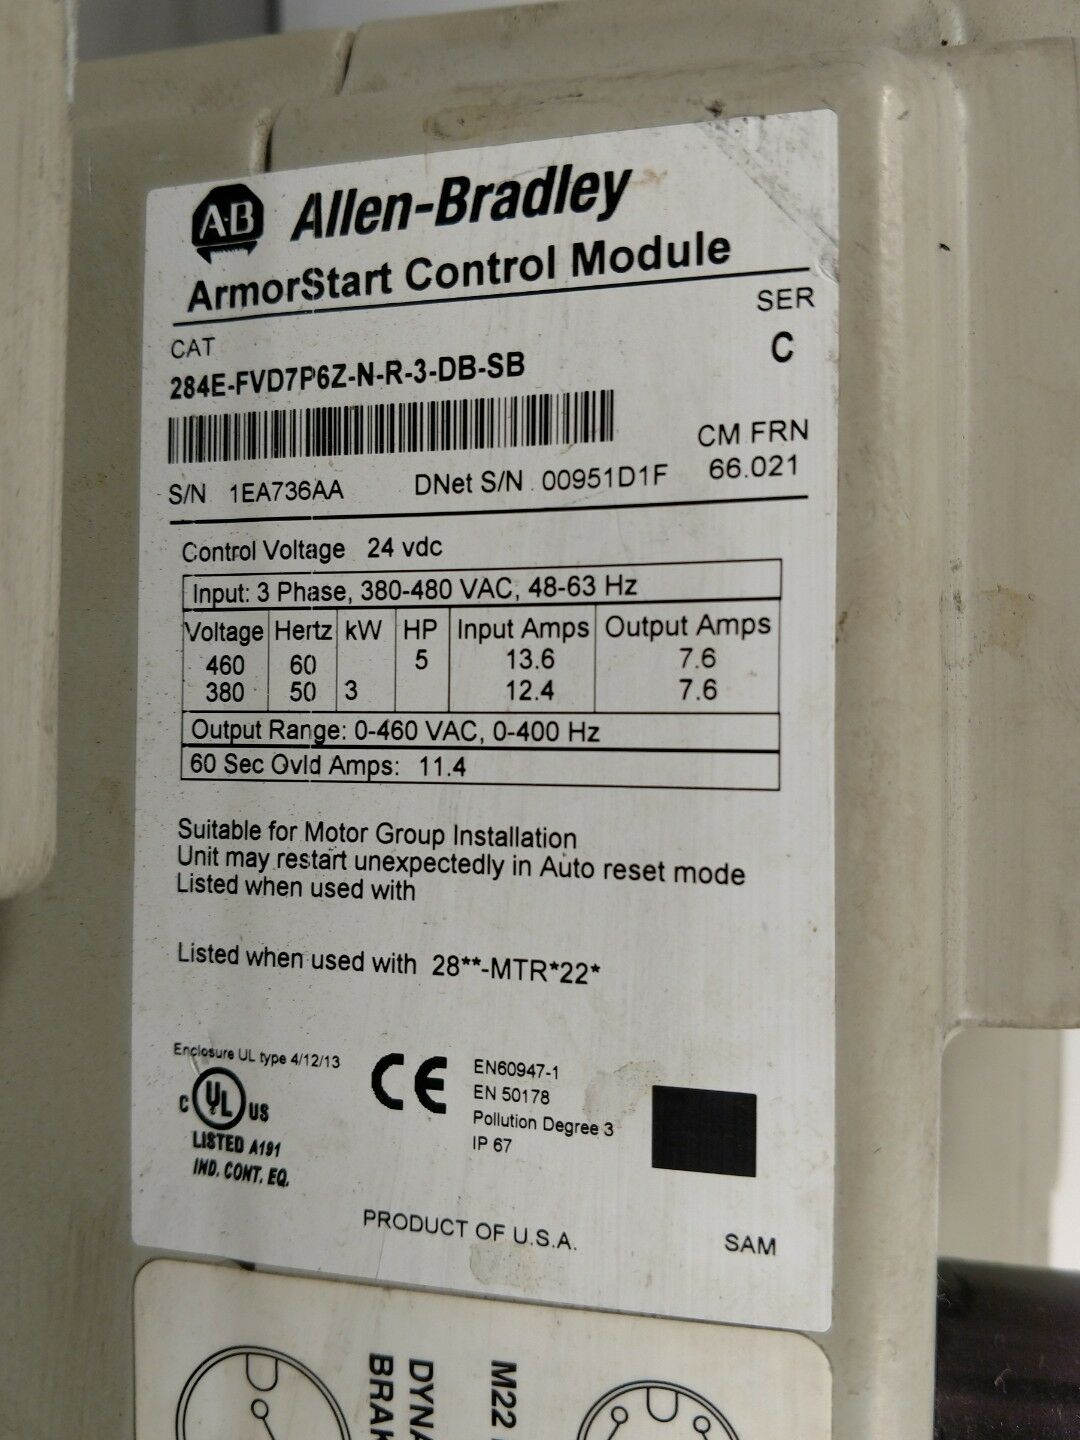 A-B Allen-Bradley
ArmorStart Control Module
CAT
SER
284E-FVD7P6Z-N-R-3-DB-SB
C
CM FRN
S/N 1EA736AA DNet S/N 00951D1F 66.021
Control Voltage 24 vdc
Input: 3 Phase, 380-480 VAC, 48-63 Hz
Voltage Hertz kW HP Input Amps Output Amps
460 60 5 13.6 7.6
380 50 3 12.4 7.6
Output Range: 0-460 VAC, 0-400 Hz
60 Sec Ovld Amps: 11.4
Suitable for Motor Group Installation
Unit may restart unexpectedly in Auto reset mode
Listed when used with
Listed when used with 28**-MTR*22*
Enclosure UL type 4/12/13
C UL US
LISTED A191
IND. CONT. EQ.
CE
EN60947-1
EN 50178
Pollution Degree 3
IP 67
PRODUCT OF U.S.A.
SAM
M22